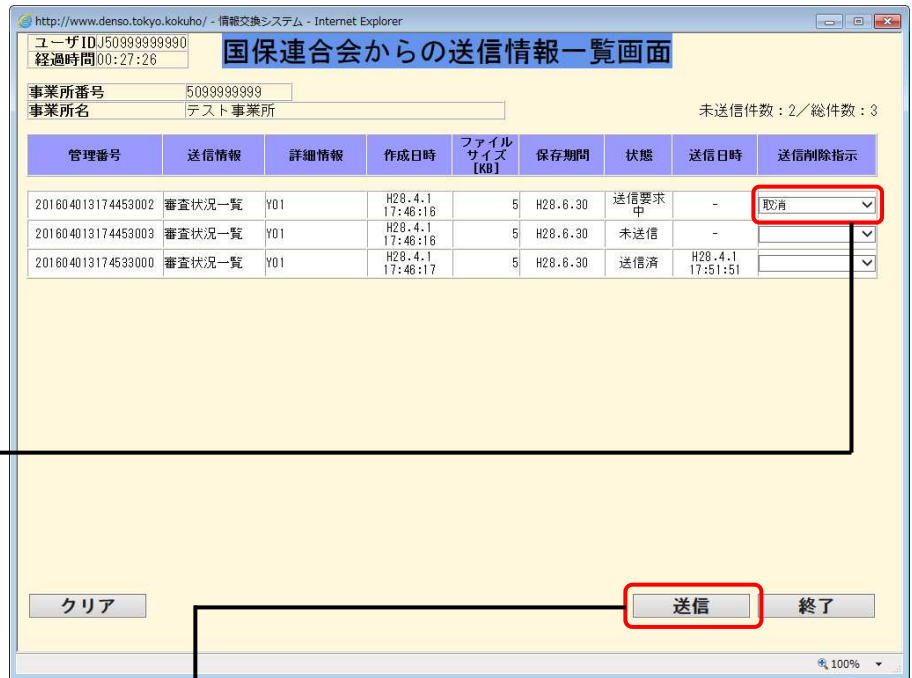 http://www.denso.tokyo.kokuho/ - 情報交換システム - Internet Explorer
ユーザID J50999999990
経過時間 00:27:26
国保連合会からの送信情報一覧画面
事業所番号 5099999999
事業所名 テスト事業所
未送信件数：2／総件数：3
管理番号 送信情報 詳細情報 作成日時 ファイルサイズ[KB] 保存期間 状態 送信日時 送信削除指示
201604013174453002 審査状況一覧 Y01 H28.4.1 17:46:16 5 H28.6.30 送信要求中 - 取消
201604013174453003 審査状況一覧 Y01 H28.4.1 17:46:16 5 H28.6.30 未送信 -
201604013174533000 審査状況一覧 Y01 H28.4.1 17:46:17 5 H28.6.30 送信済 H28.4.1 17:51:51
クリア 送信 終了
100%